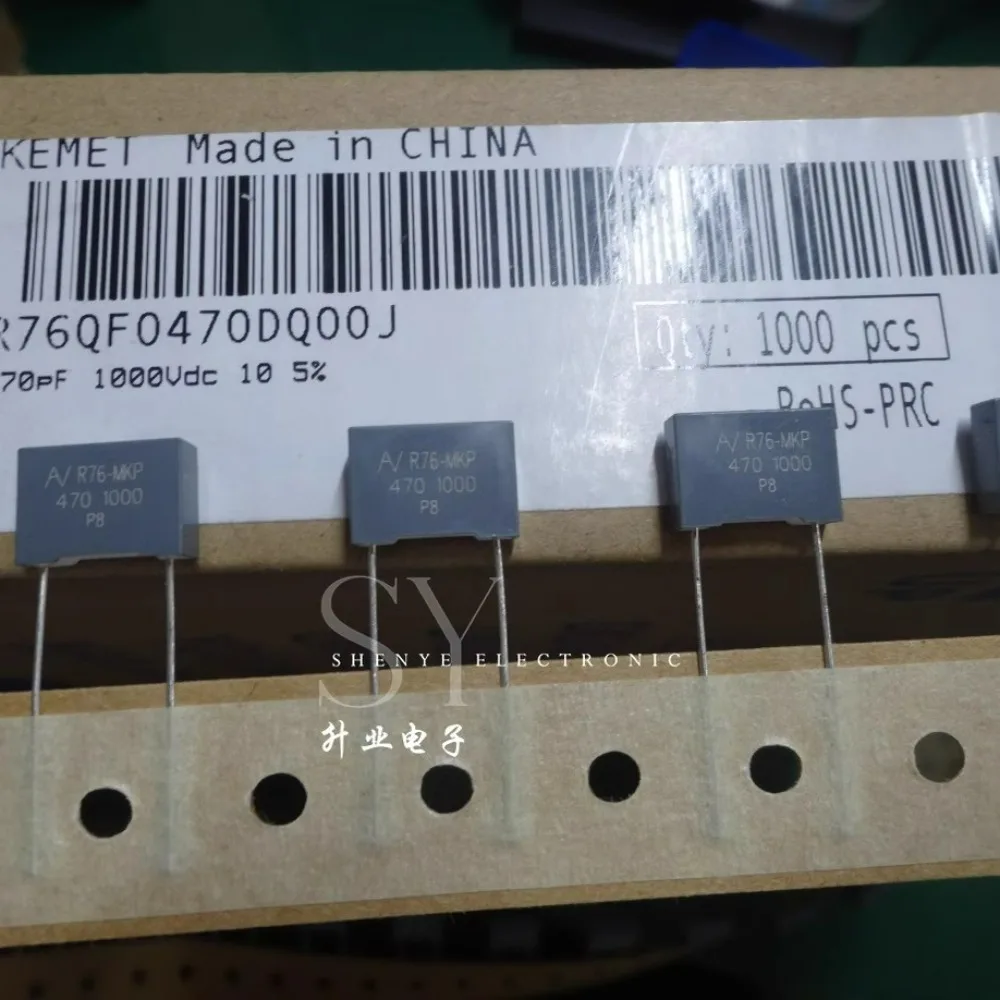 KEMET Made in CHINA
R76QF0470DQ00J
Qty: 1000 pcs
70pF 1000Vdc 10 5%
RoHS-PRC
R76-MKP
470 1000
P8
R76-MKP
470 1000
P8
R76-MKP
470 1000
P8
SY
SHENYE ELECTRONIC
升业电子